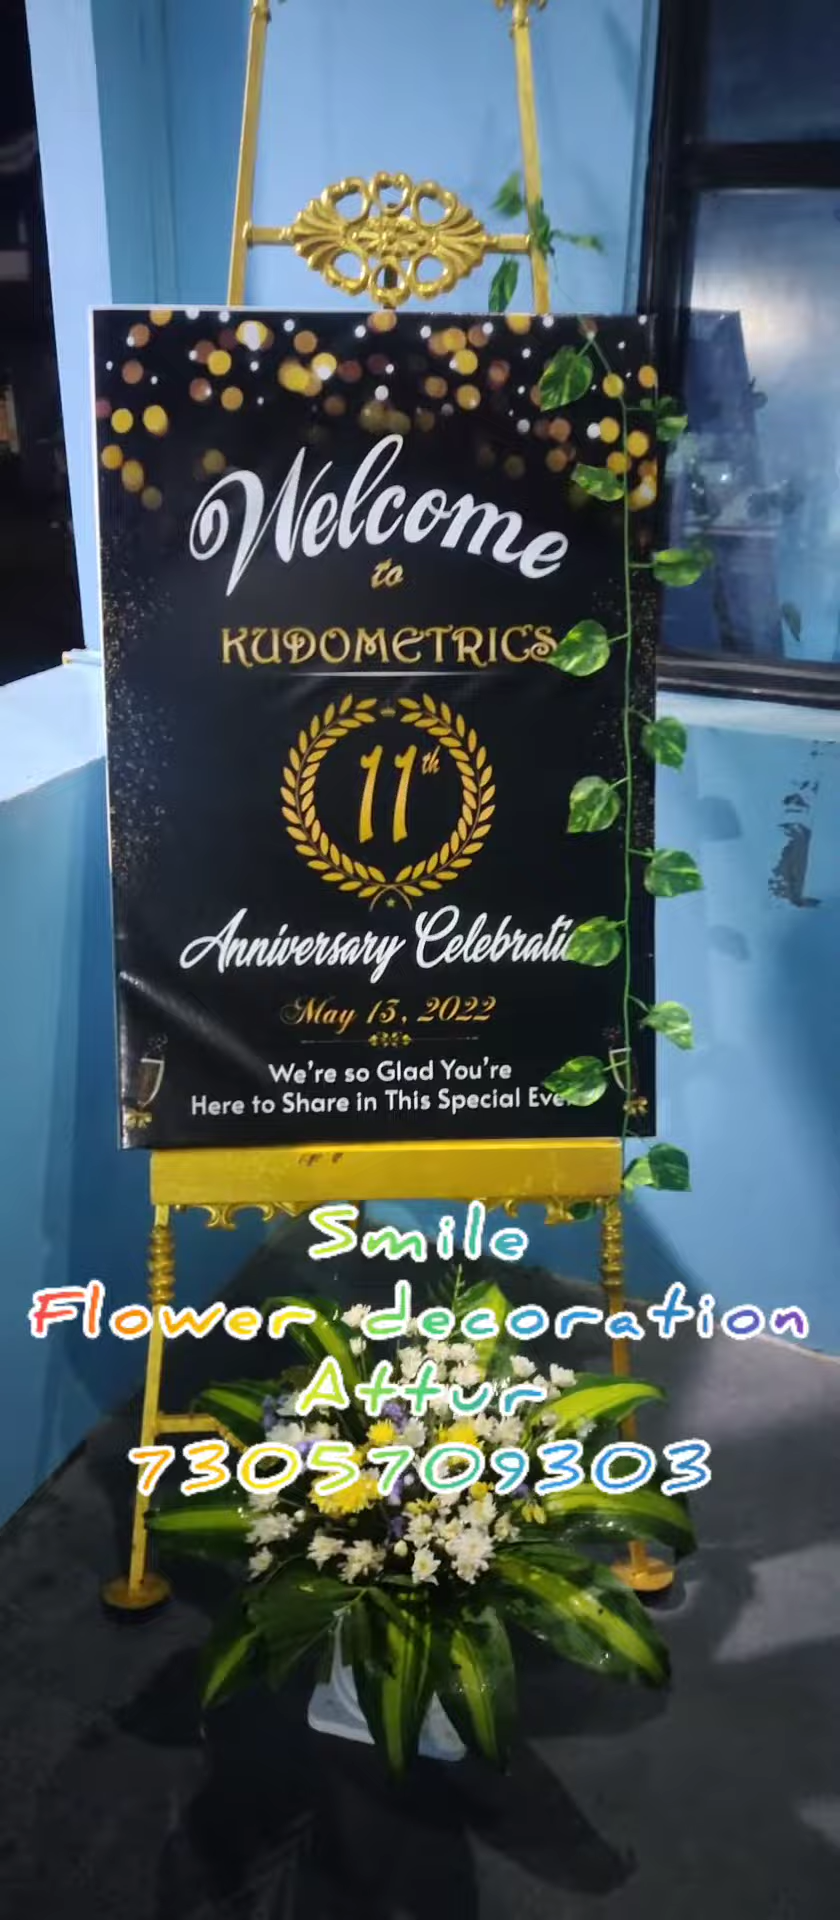 Welcome
to
KUDOMETRICS
11th
Anniversary Celebrati
May 13, 2022
We're so Glad You're
Here to Share in This Special Eve
Smile
Flower decoration
Attur
7305709303